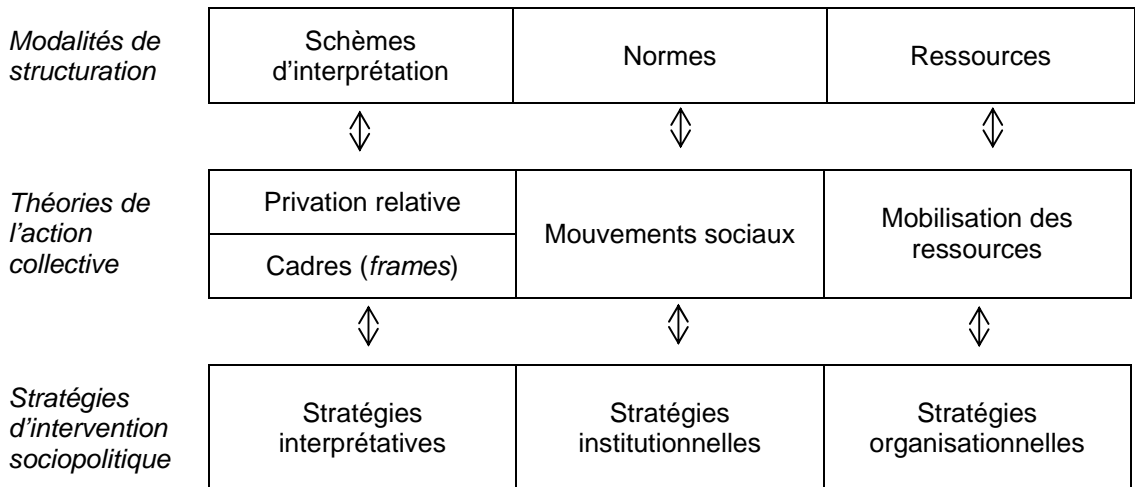 Modalités de
structuration
Schèmes
d'interprétation
Normes
Ressources
Théories de
l'action
collective
Privation relative
Cadres (frames)
Mouvements sociaux
Mobilisation des
ressources
Stratégies
d'intervention
sociopolitique
Stratégies
interprétatives
Stratégies
institutionnelles
Stratégies
organisationnelles